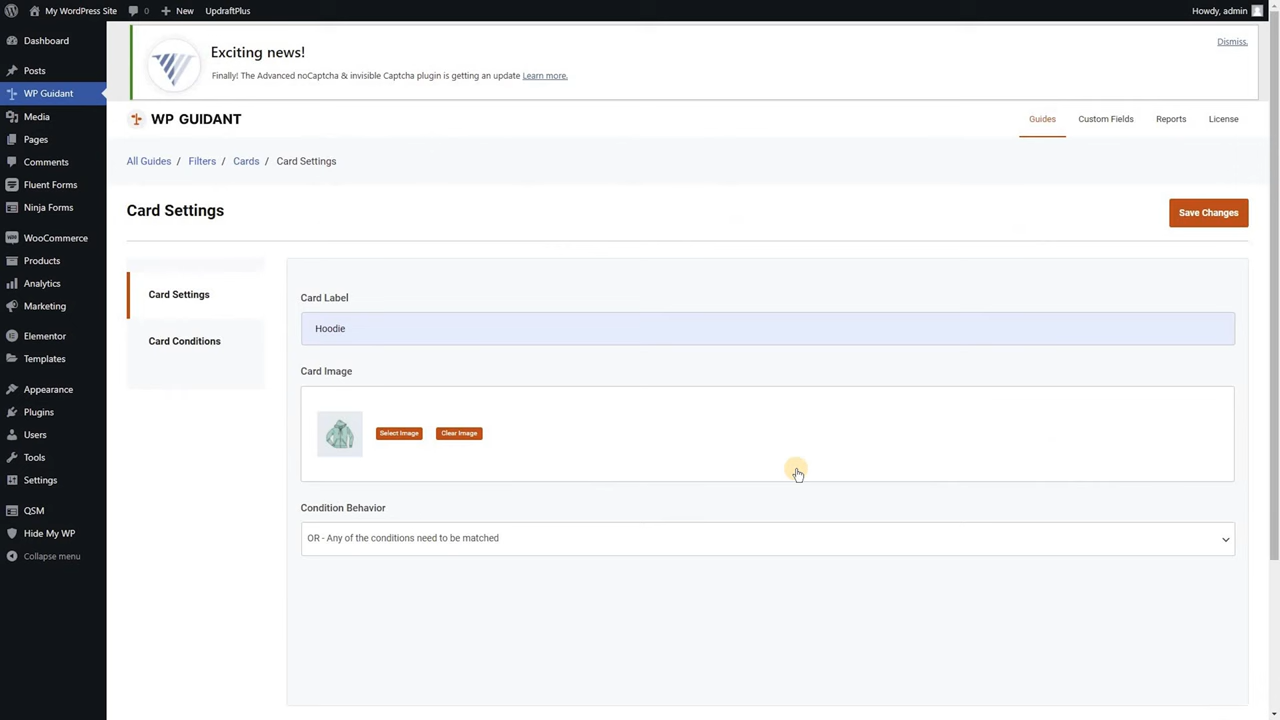 My WordPress Site
0
New
UpdraftPlus
Howdy, admin
Dashboard
Posts
WP Guidant
Media
Pages
Comments
Fluent Forms
Ninja Forms
WooCommerce
Products
Analytics
Marketing
Elementor
Templates
Appearance
Plugins
Users
Tools
Settings
QSM
Hide My WP
Collapse menu
Exciting news!
Dismiss.
Finally! The Advanced noCaptcha & invisible Captcha plugin is getting an update Learn more.
WP GUIDANT
Guides
Custom Fields
Reports
License
All Guides / Filters / Cards / Card Settings
Card Settings
Save Changes
Card Settings
Card Conditions
Card Label
Hoodie
Card Image
Select Image
Clear Image
Condition Behavior
OR - Any of the conditions need to be matched